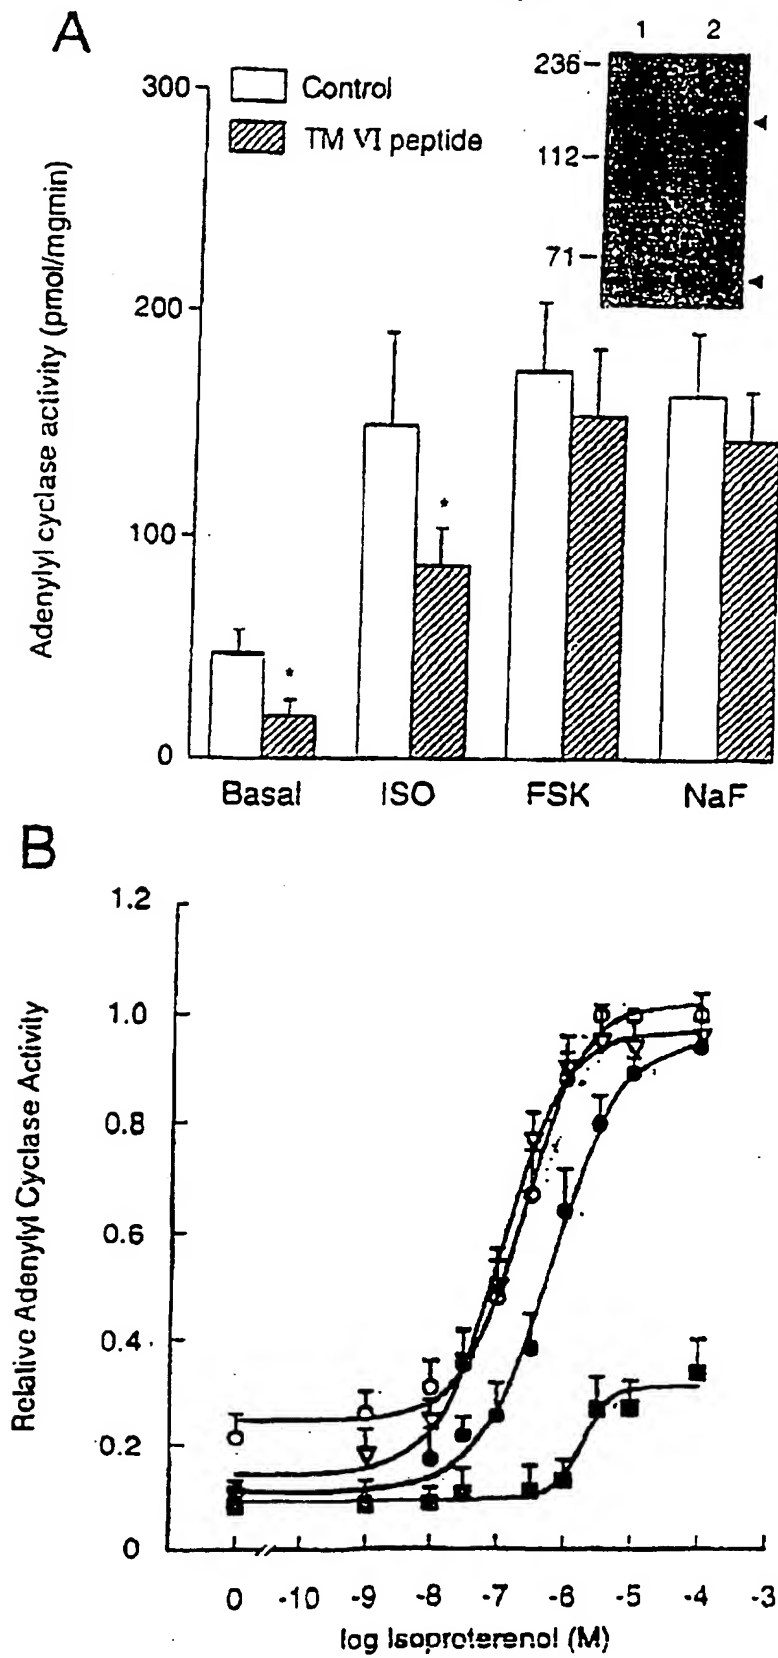 A
1 2
236
300
Control
TM VI peptide
112
71
200
100
0
Adenylyl cyclase activity (pmol/mgmin)
*
*
Basal ISO FSK NaF
B
1.2
1.0
0.8
0.6
0.4
0.2
0
Relative Adenylyl Cyclase Activity
0 -10 -9 -8 -7 -6 -5 -4 -3
log Isoproterenol (M)